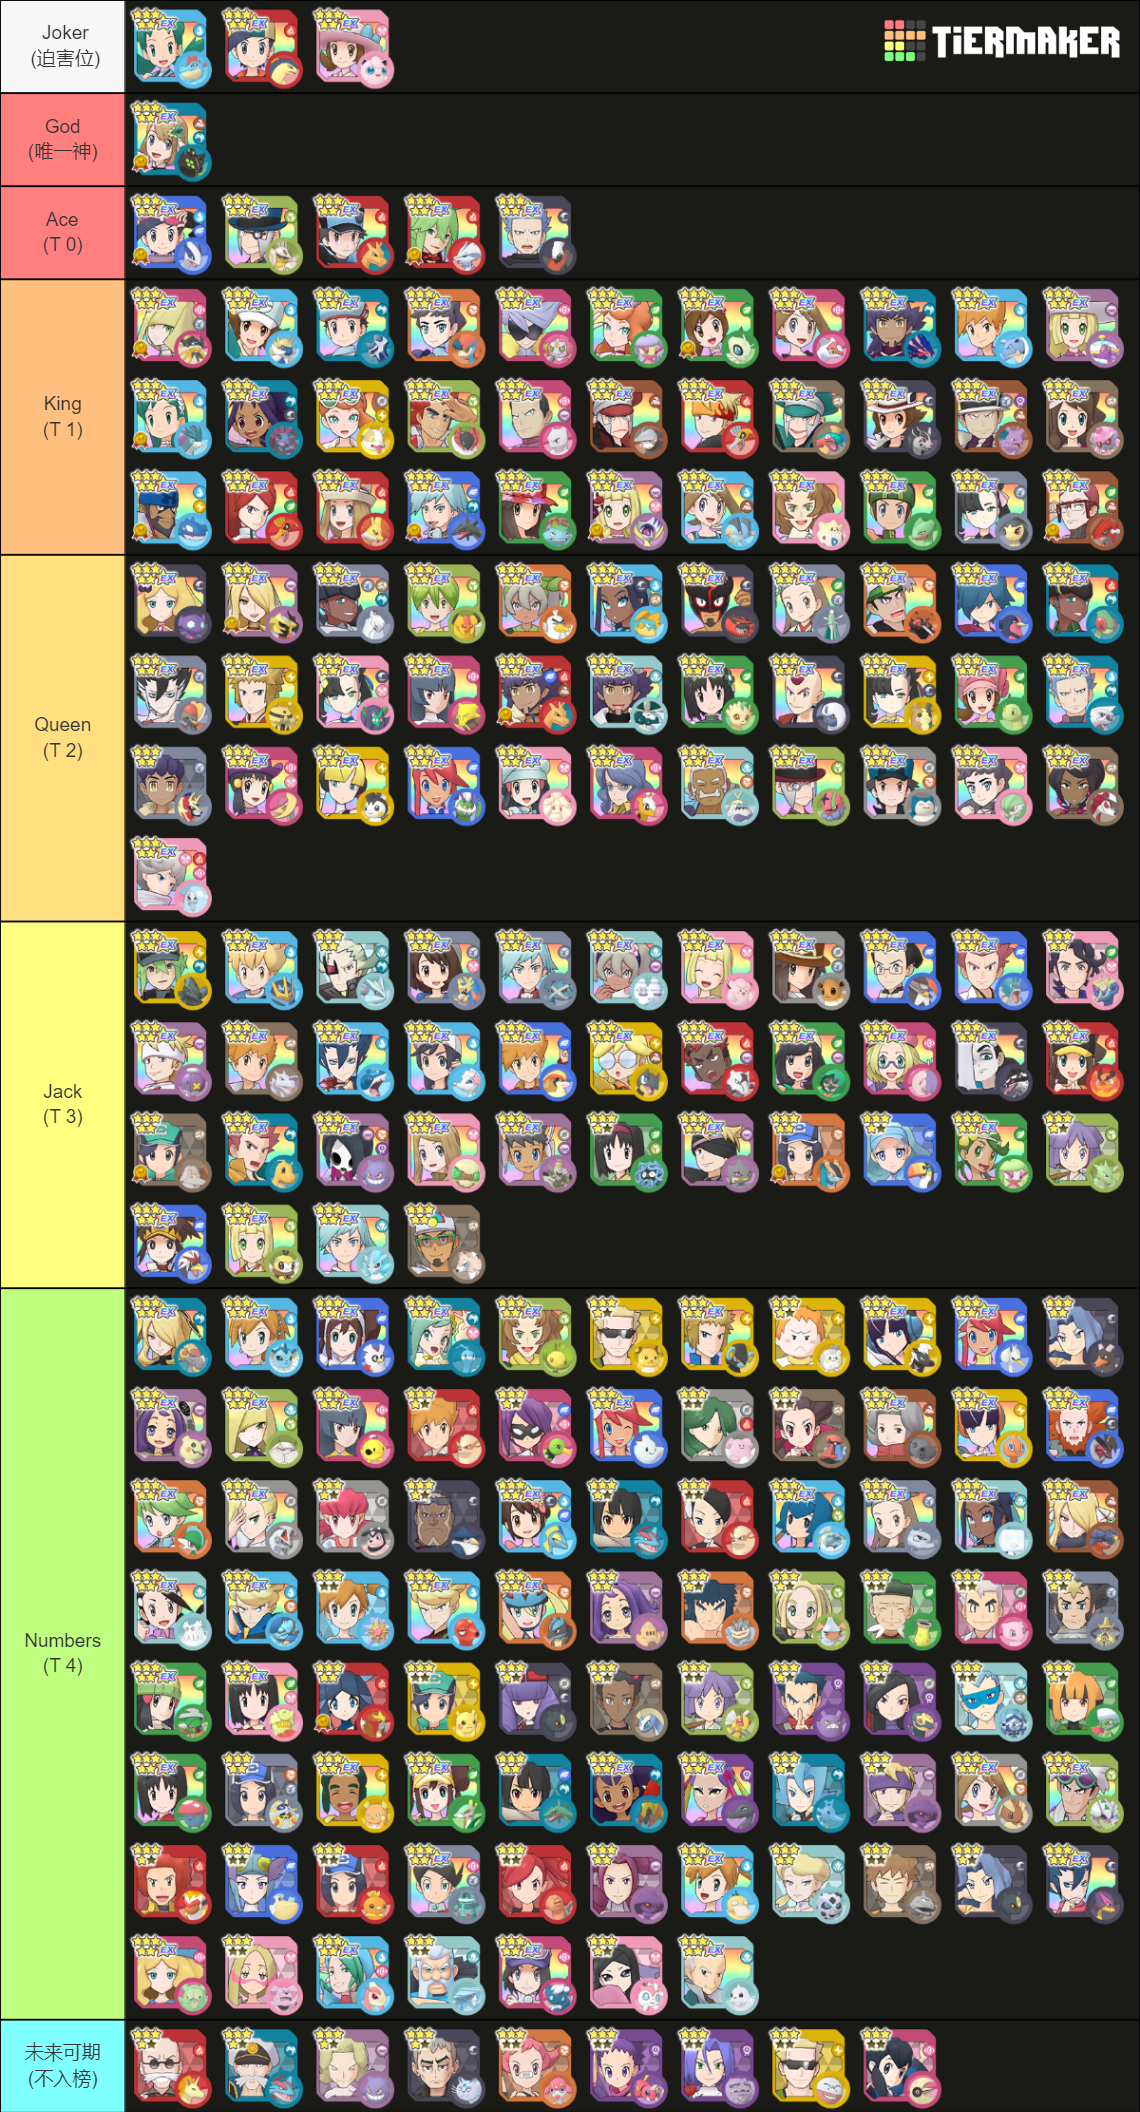 Joker
(迫害位)
TiERMAKER
God
(唯一神)
Ace
(T 0)
King
(T 1)
Queen
(T 2)
Jack
(T 3)
Numbers
(T 4)
未来可期
(不入榜)